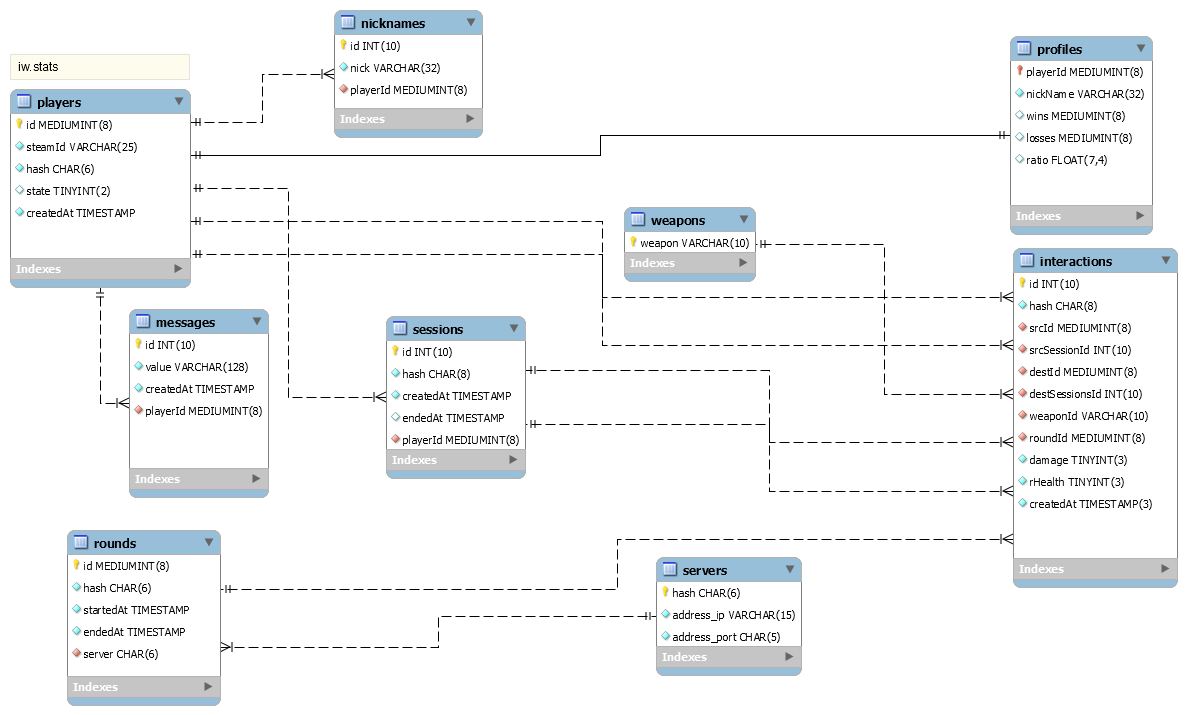 iw.stats
players
id MEDIUMINT(8)
steamId VARCHAR(25)
hash CHAR(6)
state TINYINT(2)
createdAt TIMESTAMP
Indexes
nicknames
id INT(10)
nick VARCHAR(32)
playerId MEDIUMINT(8)
Indexes
profiles
playerId MEDIUMINT(8)
nickName VARCHAR(32)
wins MEDIUMINT(8)
losses MEDIUMINT(8)
ratio FLOAT(7,4)
Indexes
weapons
weapon VARCHAR(10)
Indexes
interactions
id INT(10)
hash CHAR(8)
srcId MEDIUMINT(8)
srcSessionId INT(10)
destId MEDIUMINT(8)
destSessionsId INT(10)
weaponId VARCHAR(10)
roundId MEDIUMINT(8)
damage TINYINT(3)
rHealth TINYINT(3)
createdAt TIMESTAMP(3)
Indexes
messages
id INT(10)
value VARCHAR(128)
createdAt TIMESTAMP
playerId MEDIUMINT(8)
Indexes
sessions
id INT(10)
hash CHAR(8)
createdAt TIMESTAMP
endedAt TIMESTAMP
playerId MEDIUMINT(8)
Indexes
rounds
id MEDIUMINT(8)
hash CHAR(6)
startedAt TIMESTAMP
endedAt TIMESTAMP
server CHAR(6)
Indexes
servers
hash CHAR(6)
address_ip VARCHAR(15)
address_port CHAR(5)
Indexes